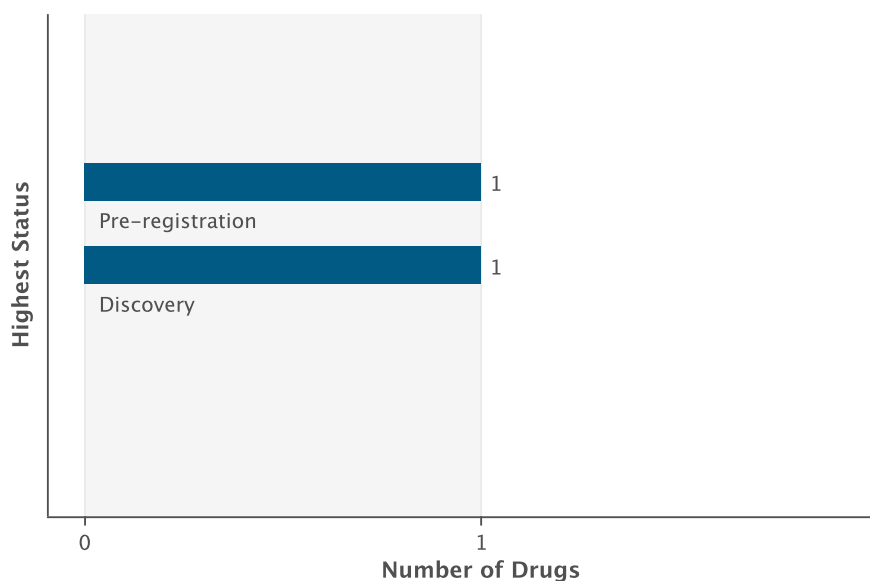 Highest Status
1
Pre-registration
1
Discovery
0 1
Number of Drugs